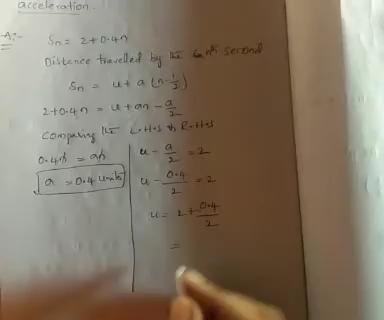 acceleration.
A:- Sn = 2+0.4n
Distance travelled by the nth second
Sn = u + a (n - 1/2)
2+0.4n = u + an - a/2
Comparing the L.H.S & R.H.S
0.4n = an
a = 0.4 units
u - a/2 = 2
u - 0.4/2 = 2
u = 2 + 0.4/2
=